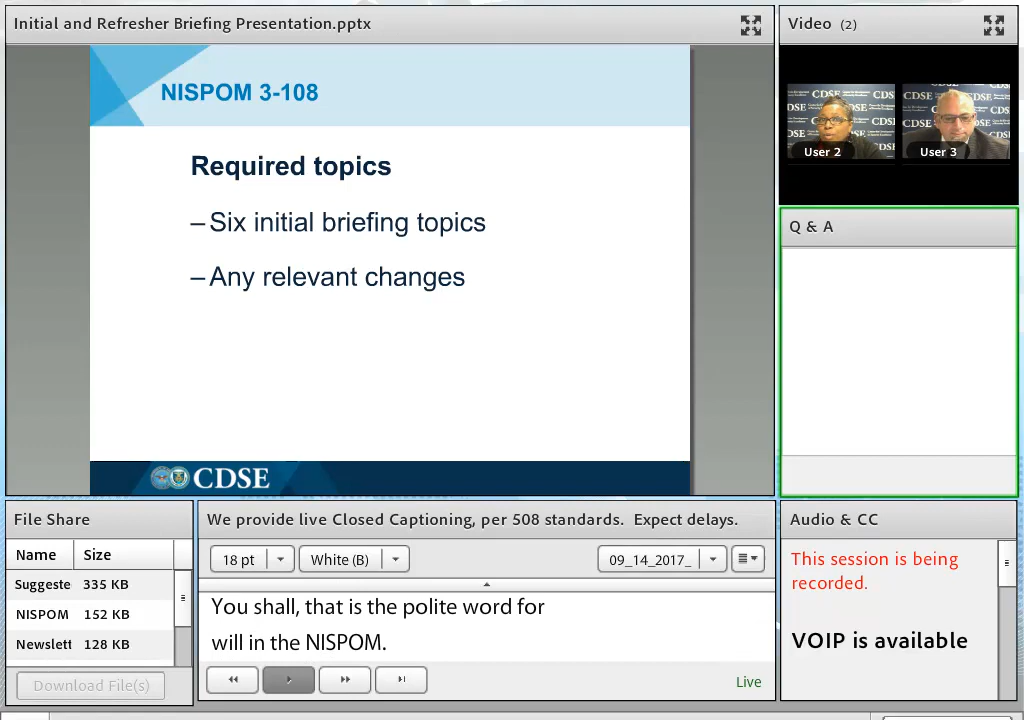 Initial and Refresher Briefing Presentation.pptx
NISPOM 3-108
Required topics
–Six initial briefing topics
–Any relevant changes
CDSE
Video (2)
CDSE
CDSE
User 2
User 3
Q & A
File Share
Name Size
Suggeste 335 KB
NISPOM 152 KB
Newslett 128 KB
Download File(s)
We provide live Closed Captioning, per 508 standards. Expect delays.
18 pt
White (B)
09_14_2017_
You shall, that is the polite word for
will in the NISPOM.
Live
Audio & CC
This session is being
recorded.
VOIP is available